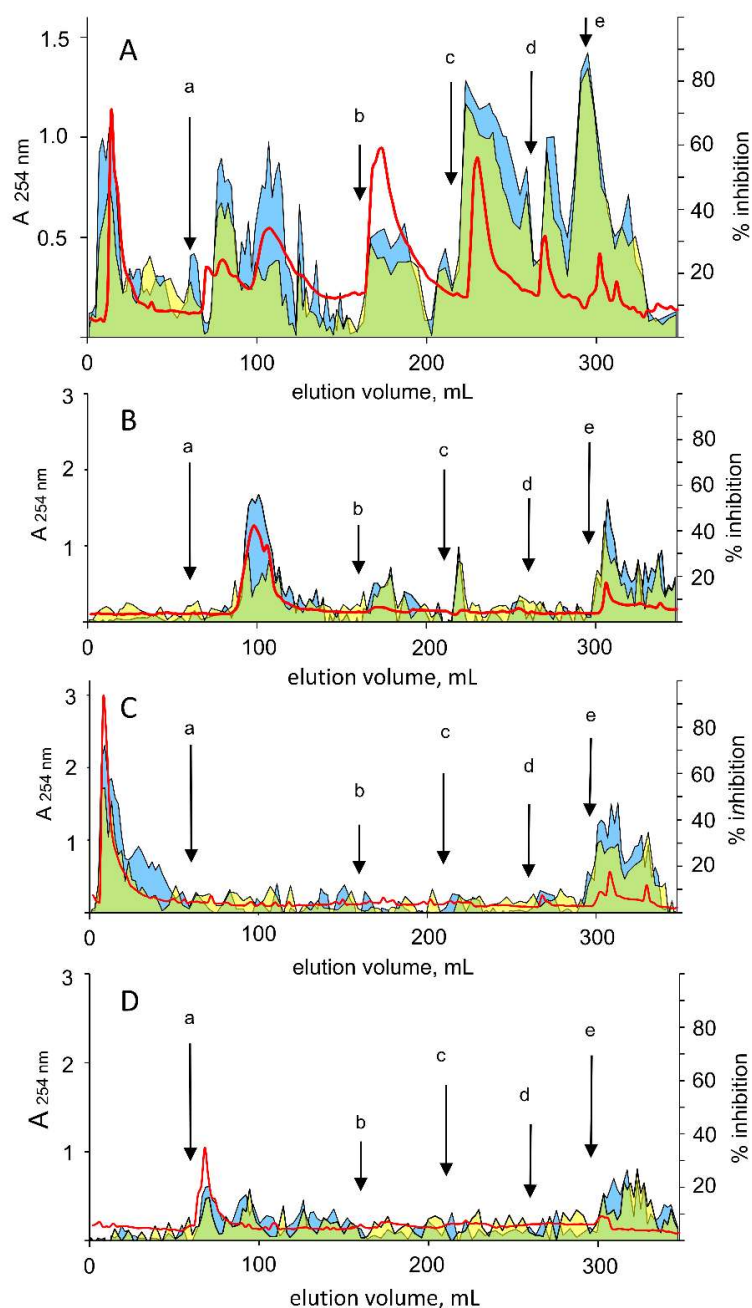 A
1.5
1.0
0.5
A 254 nm
a
b
c
d
e
80
60
40
20
% inhibition
0
100
200
300
elution volume, mL
B
3
2
1
A 254 nm
a
b
c
d
e
80
60
40
20
% inhibition
0
100
200
300
elution volume, mL
C
3
2
1
A 254 nm
a
b
c
d
e
80
60
40
20
% inhibition
0
100
200
300
elution volume, mL
D
3
2
1
A 254 nm
a
b
c
d
e
80
60
40
20
% inhibition
0
100
200
300
elution volume, mL